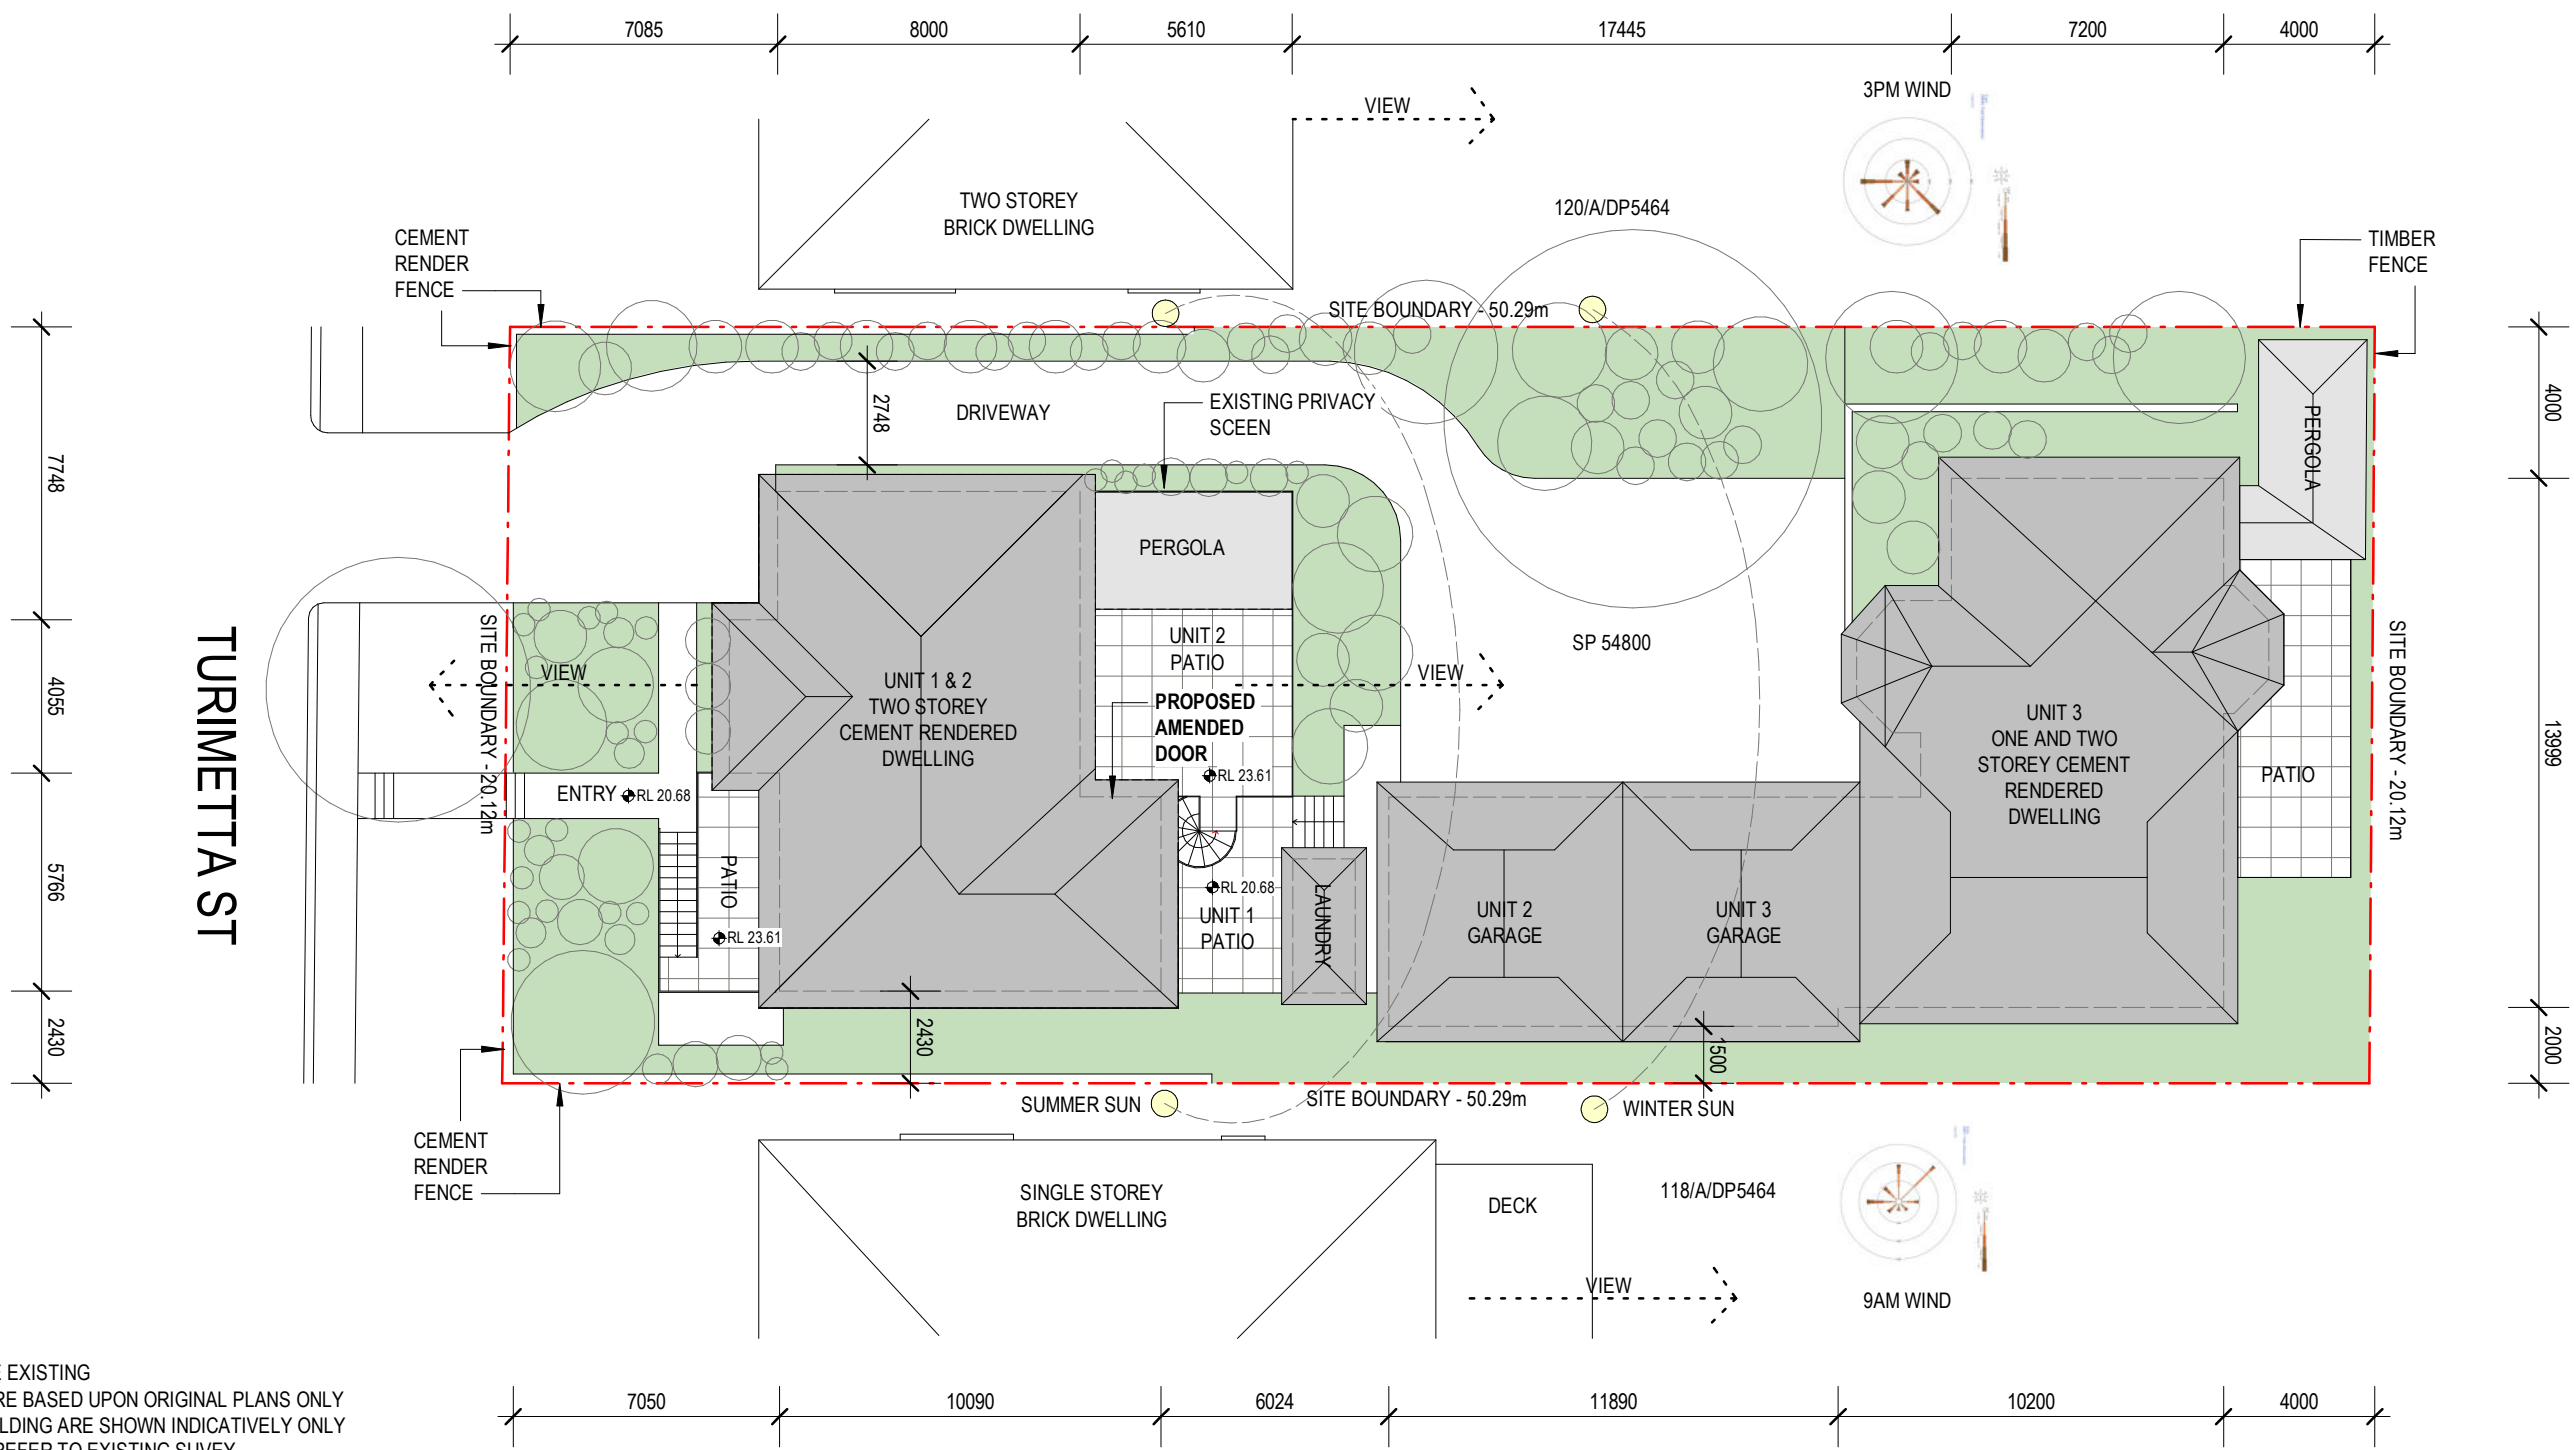 7085
8000
5610
17445
7200
4000
VIEW
3PM WIND
TWO STOREY
BRICK DWELLING
120/A/DP5464
CEMENT
RENDER
FENCE
TIMBER
FENCE
SITE BOUNDARY - 50.29m
2748
DRIVEWAY
EXISTING PRIVACY
SCEEN
PERGOLA
PERGOLA
7748
4055
5766
2430
4000
13999
2000
TURIMETTA ST
SITE BOUNDARY - 20.12m
VIEW
UNIT 1 & 2
TWO STOREY
CEMENT RENDERED
DWELLING
UNIT 2
PATIO
PROPOSED
AMENDED
DOOR
RL 23.61
VIEW
SP 54800
UNIT 3
ONE AND TWO
STOREY CEMENT
RENDERED
DWELLING
PATIO
SITE BOUNDARY - 20.12m
ENTRY
RL 20.68
PATIO
RL 23.61
RL 20.68
UNIT 1
PATIO
LAUNDRY
UNIT 2
GARAGE
UNIT 3
GARAGE
2430
1500
SUMMER SUN
SITE BOUNDARY - 50.29m
WINTER SUN
CEMENT
RENDER
FENCE
SINGLE STOREY
BRICK DWELLING
DECK
118/A/DP5464
VIEW
9AM WIND
EXISTING
RE BASED UPON ORIGINAL PLANS ONLY
LDING ARE SHOWN INDICATIVELY ONLY
REFER TO EXISTING SUVEY
7050
10090
6024
11890
10200
4000